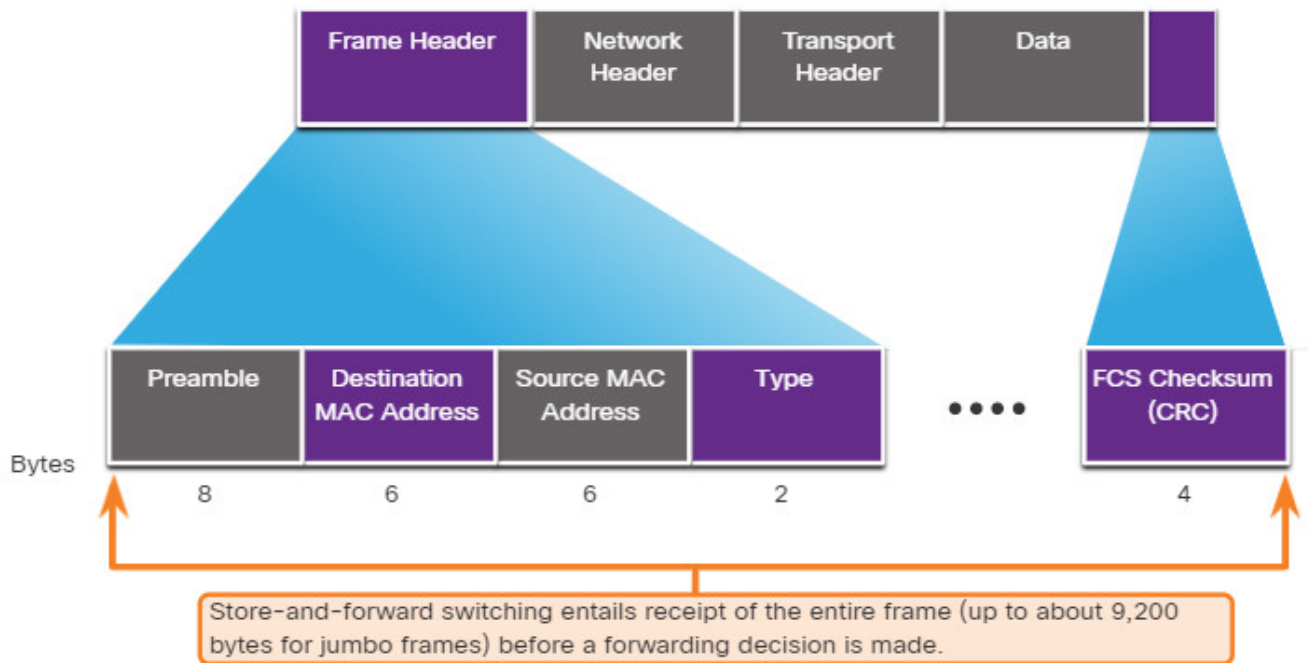 Frame Header
Network
Header
Transport
Header
Data
Preamble
Destination
MAC Address
Source MAC
Address
Type
FCS Checksum
(CRC)
Bytes
8
6
6
2
4
Store-and-forward switching entails receipt of the entire frame (up to about 9,200
bytes for jumbo frames) before a forwarding decision is made.